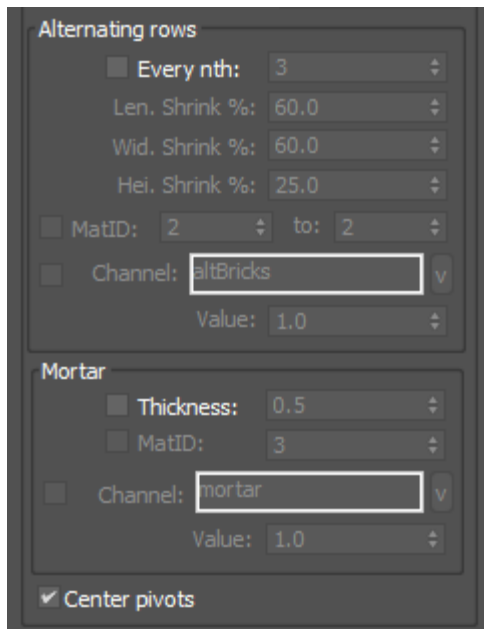 Alternating rows
Every nth: 3
Len. Shrink %: 60.0
Wid. Shrink %: 60.0
Hei. Shrink %: 25.0
MatID: 2 to: 2
Channel: altBricks v
Value: 1.0
Mortar
Thickness: 0.5
MatID: 3
Channel: mortar v
Value: 1.0
Center pivots